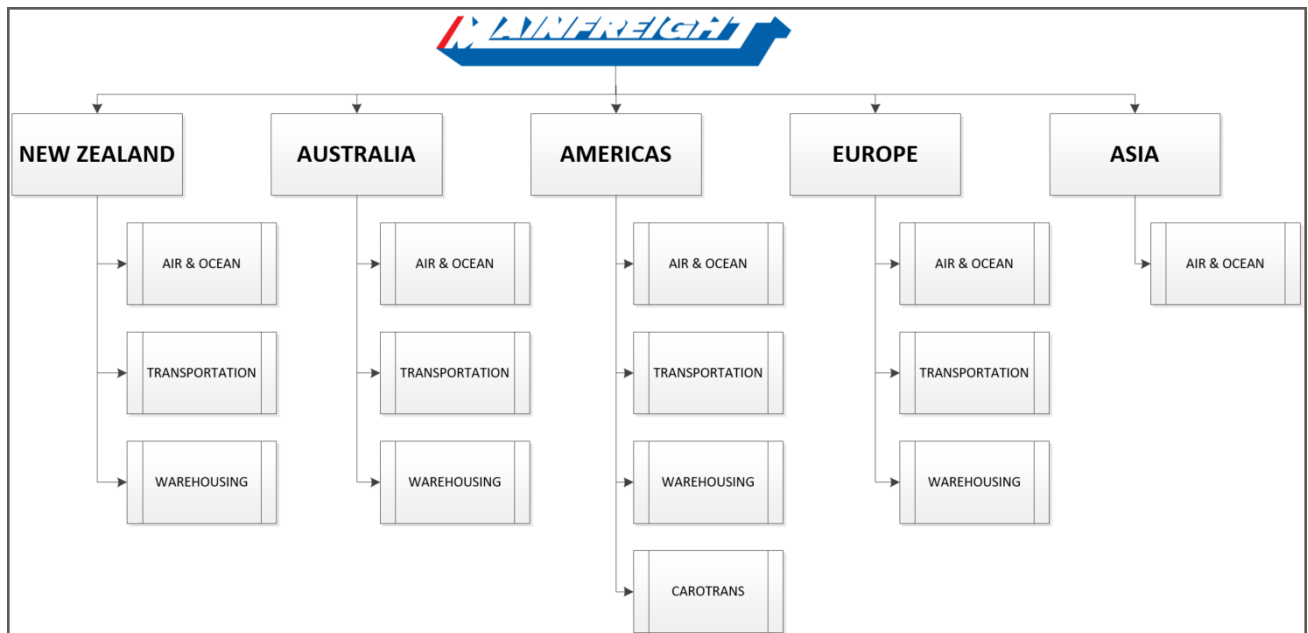 MAINFREIGHT
NEW ZEALAND
AUSTRALIA
AMERICAS
EUROPE
ASIA
AIR & OCEAN
AIR & OCEAN
AIR & OCEAN
AIR & OCEAN
AIR & OCEAN
TRANSPORTATION
TRANSPORTATION
TRANSPORTATION
TRANSPORTATION
WAREHOUSING
WAREHOUSING
WAREHOUSING
WAREHOUSING
CAROTRANS